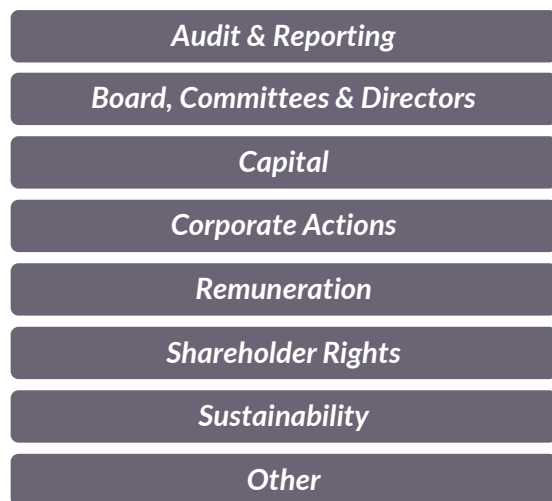 Audit & Reporting
Board, Committees & Directors
Capital
Corporate Actions
Remuneration
Shareholder Rights
Sustainability
Other